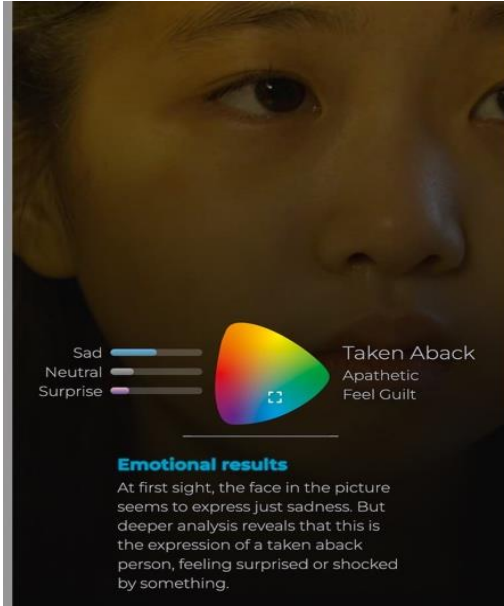 Sad
Neutral
Surprise
Taken Aback
Apathetic
Feel Guilt
Emotional results
At first sight, the face in the picture
seems to express just sadness. But
deeper analysis reveals that this is
the expression of a taken aback
person, feeling surprised or shocked
by something.